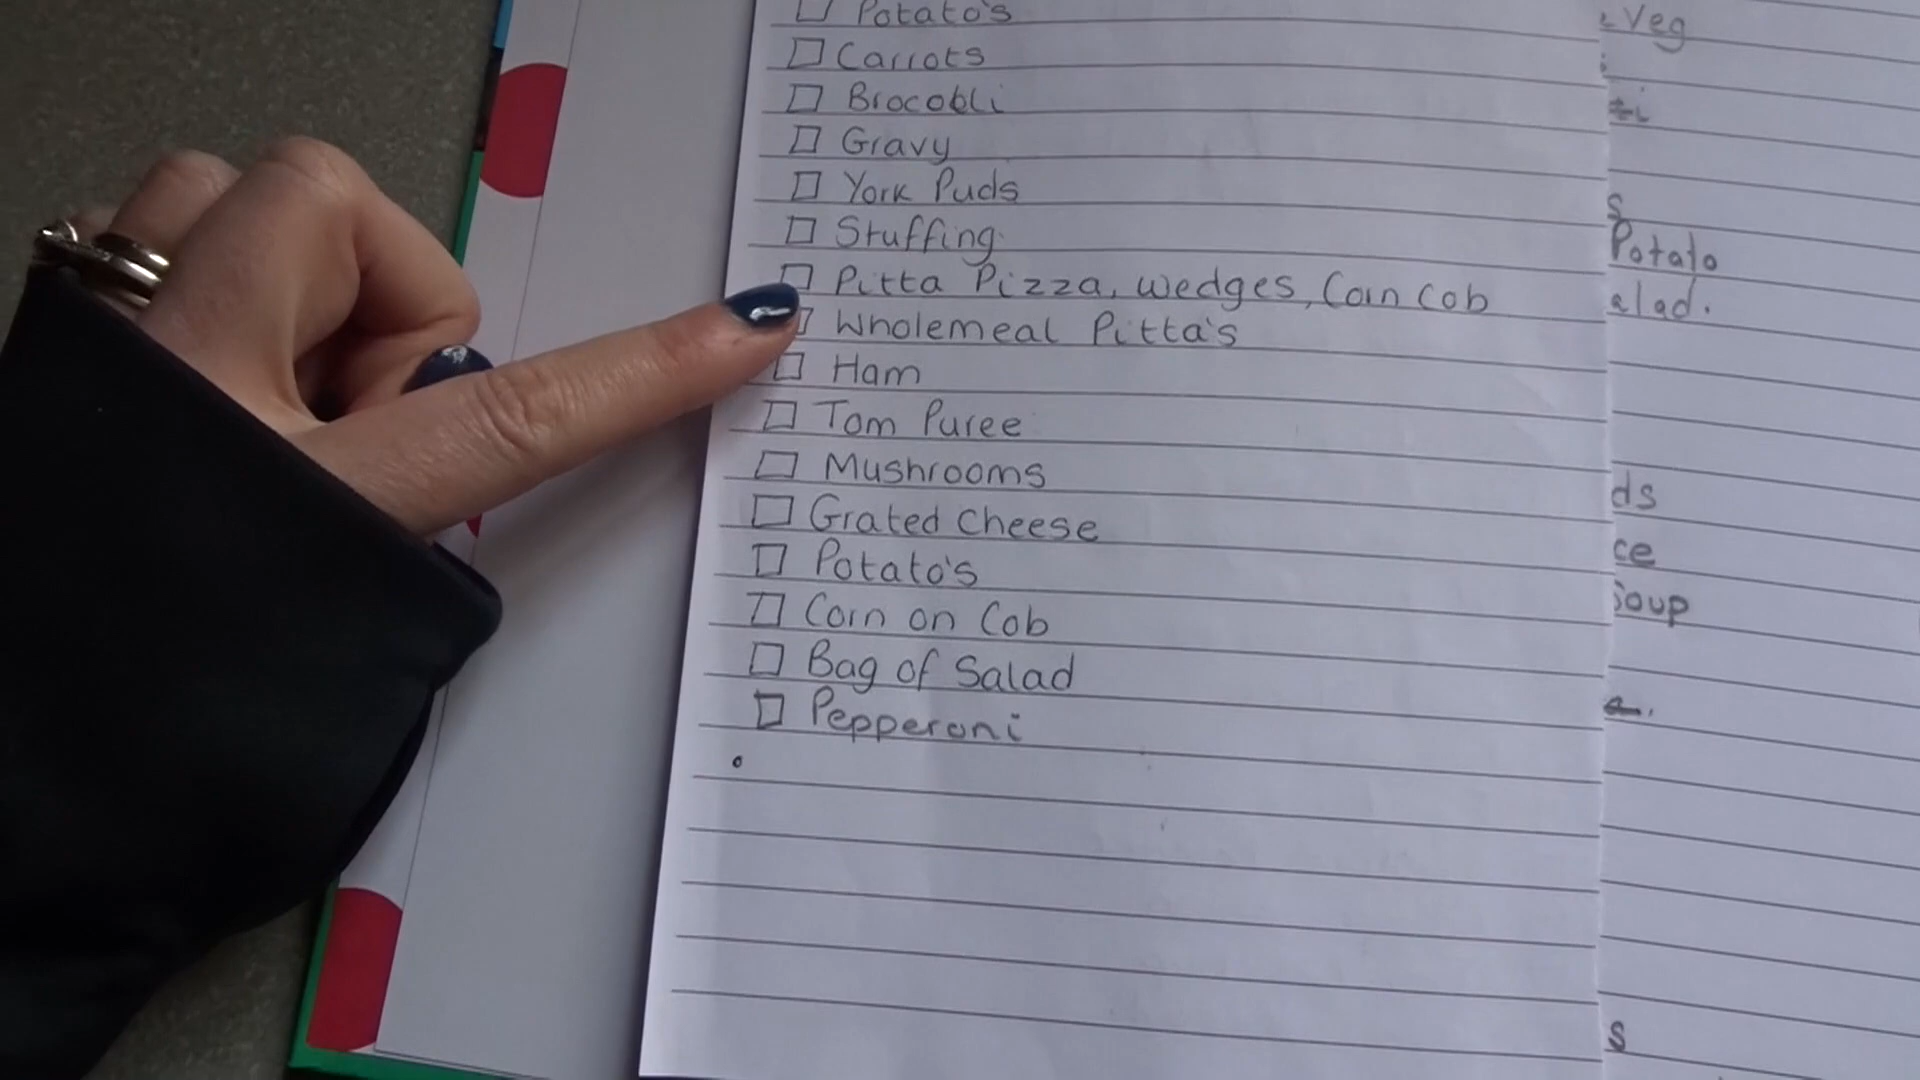 Potato's
Carrots
Brocolli
Gravy
York Puds
Stuffing
Pitta Pizza, Wedges, Corn Cob
Wholemeal Pitta's
Ham
Tom Puree
Mushrooms
Grated Cheese
Potato's
Corn on Cob
Bag of Salad
Pepperoni
Veg
s
Potato
alad.
ds
ce
Soup
s